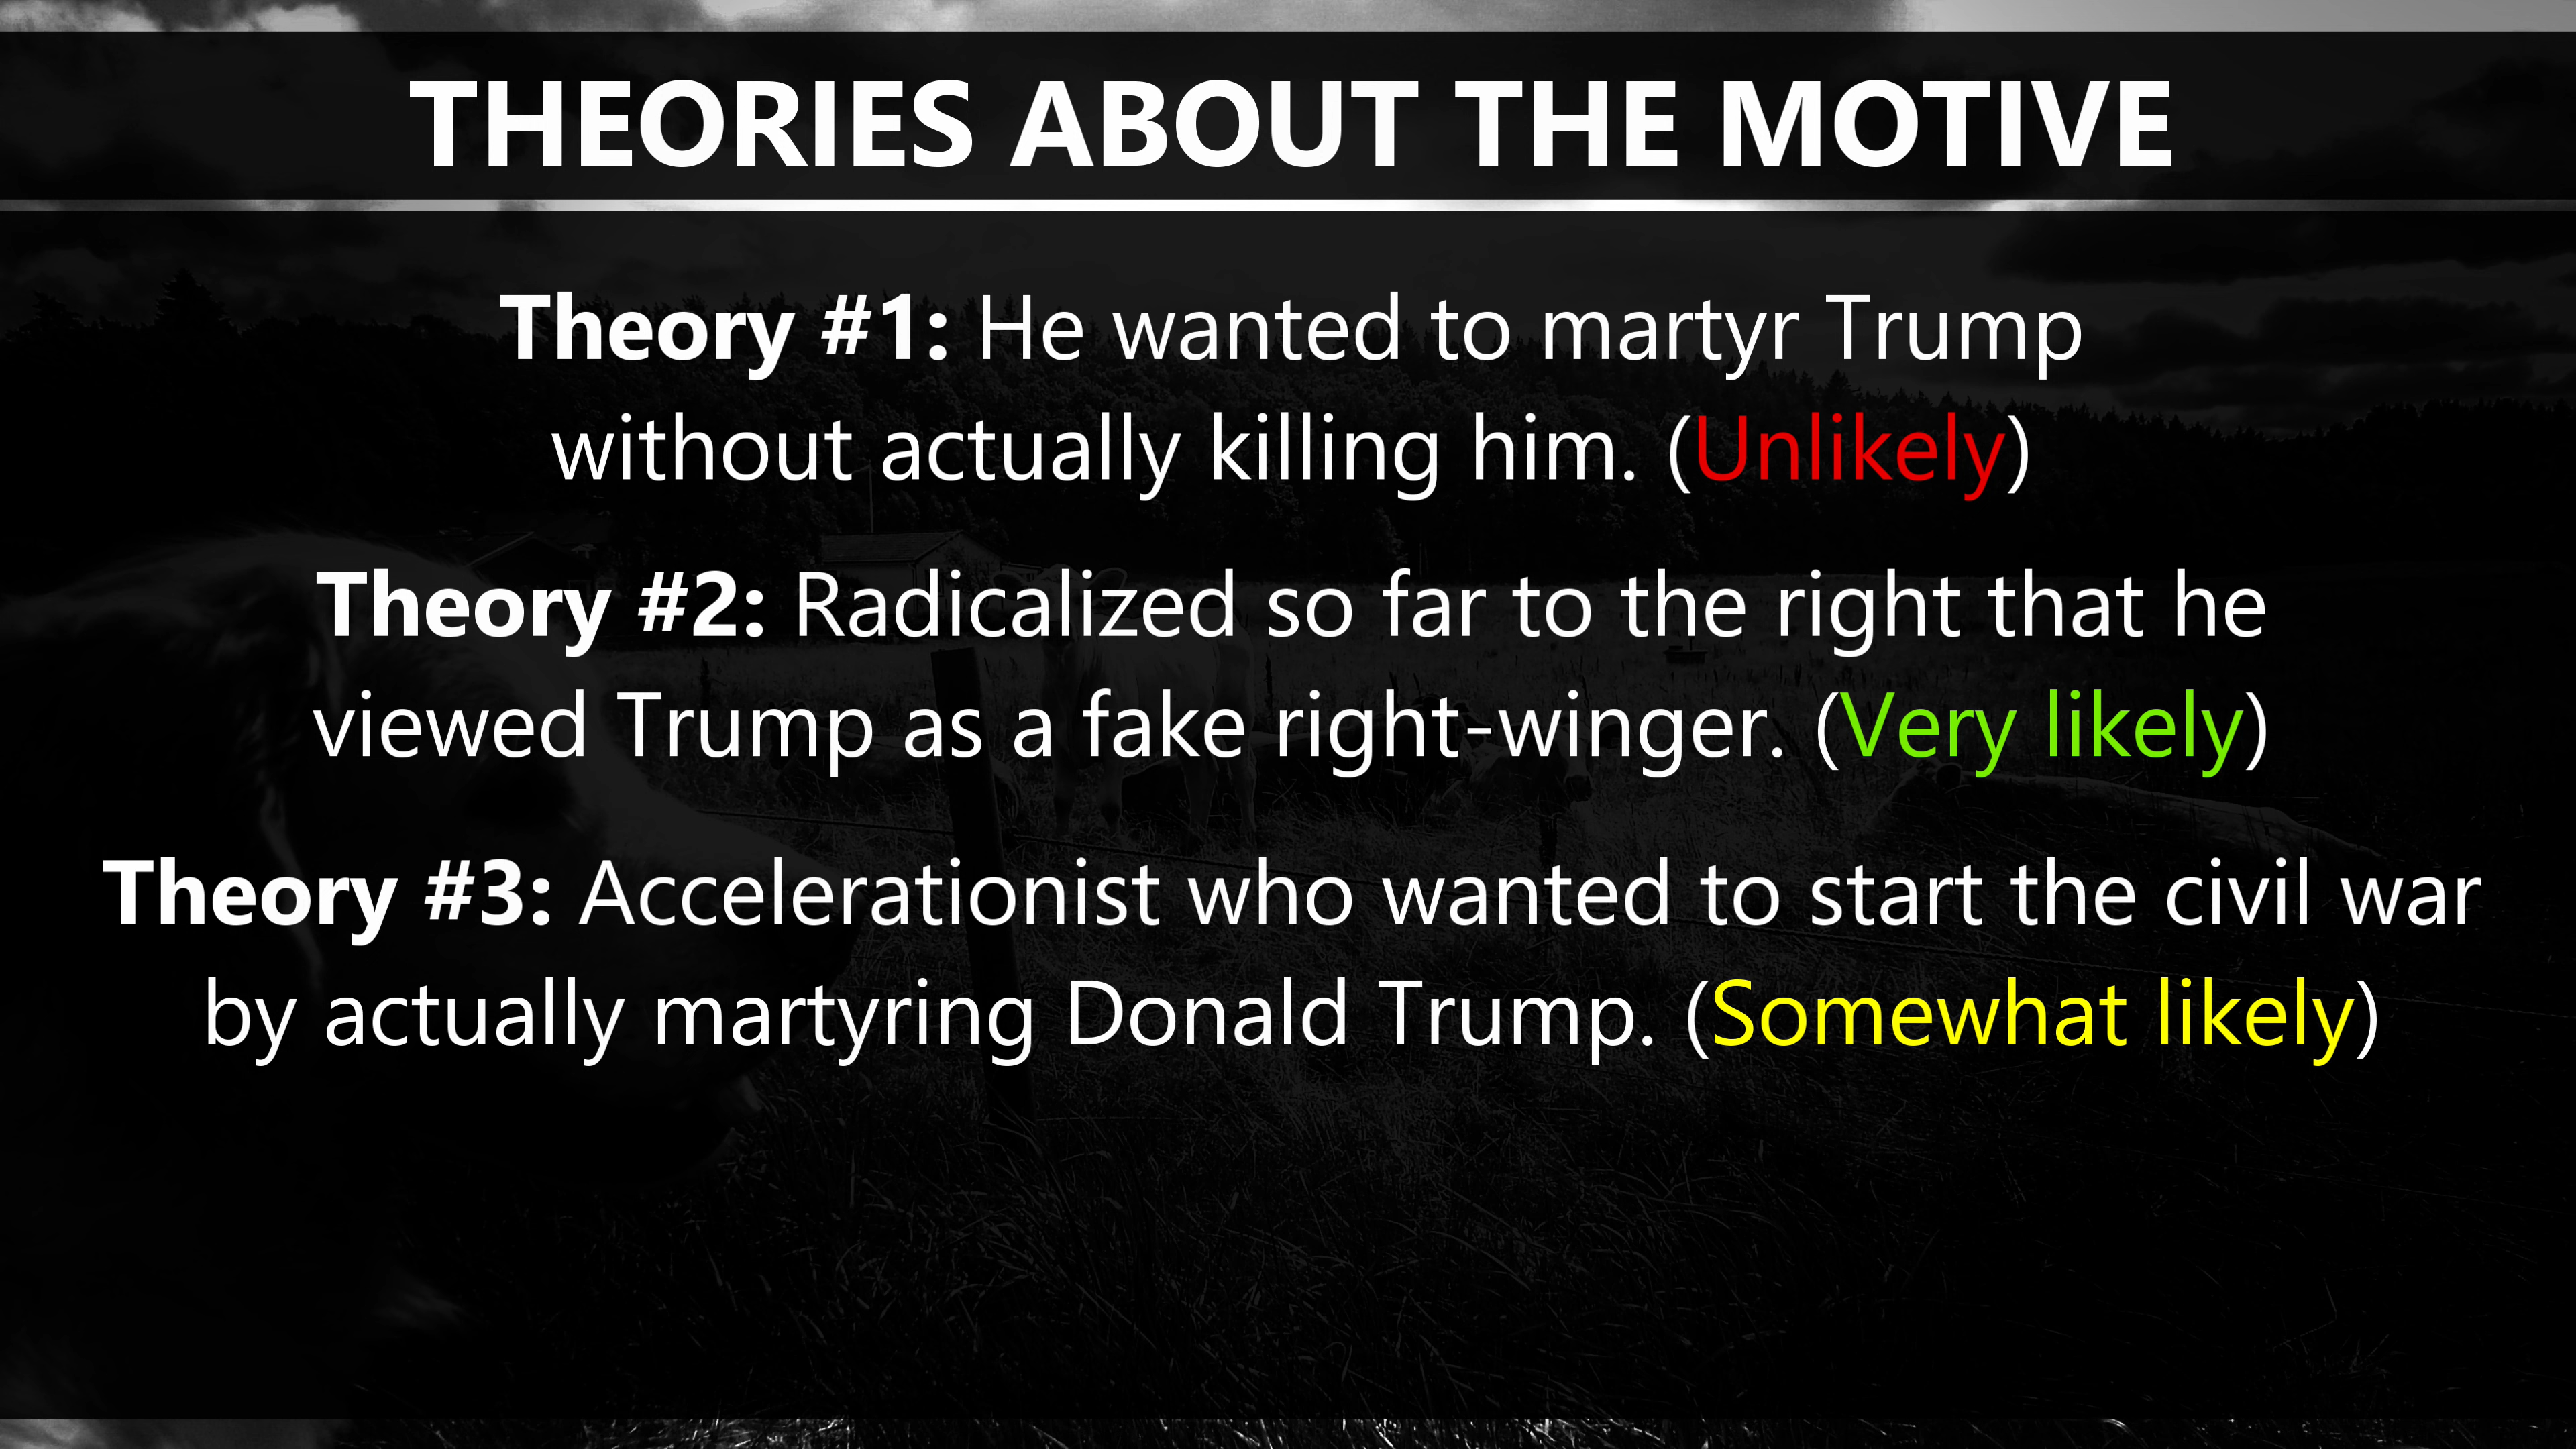 THEORIES ABOUT THE MOTIVE
Theory #1: He wanted to martyr Trump
without actually killing him. (Unlikely)
Theory #2: Radicalized so far to the right that he
viewed Trump as a fake right-winger. (Very likely)
Theory #3: Accelerationist who wanted to start the civil war
by actually martyring Donald Trump. (Somewhat likely)